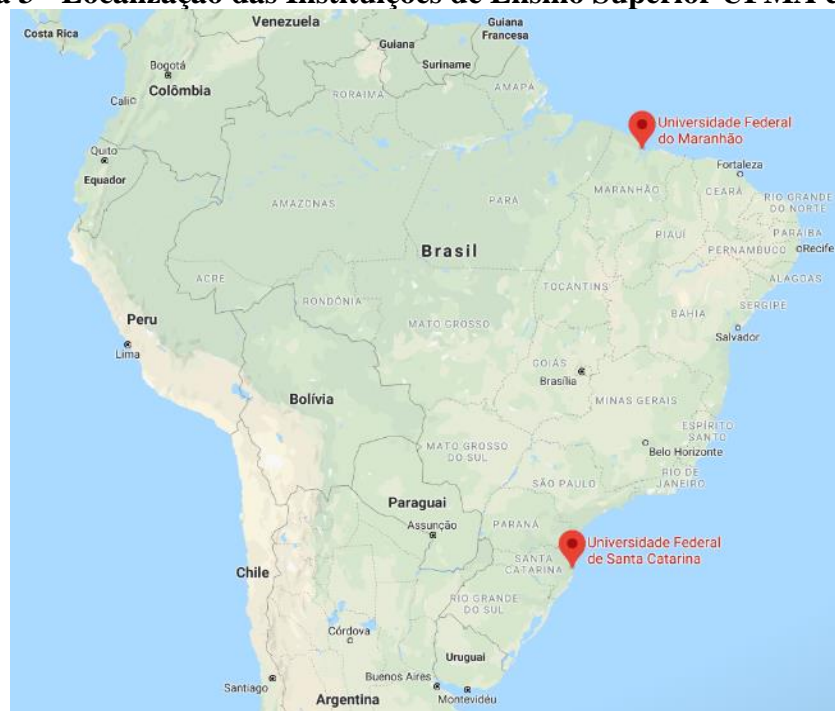 Localização das Instituições de Ensino Superior
Venezuela
Costa Rica
Guiana
Guiana
Francesa
Suriname
Bogotá
Colômbia
Cali
RORAIMA
AMAPÁ
Universidade Federal
do Maranhão
Quito
Equador
Fortaleza
AMAZONAS
PARÁ
MARANHÃO
CEARÁ
RIO GRANDE
DO NORTE
PARAÍBA
PIAUÍ
PERNAMBUCO
Recife
Brasil
ACRE
ALAGOAS
RONDÔNIA
TOCANTINS
SERGIPE
BAHIA
Peru
MATO GROSSO
Salvador
Lima
GOIÁS
Brasília
Bolívia
MINAS GERAIS
ESPÍRITO
SANTO
MATO GROSSO
DO SUL
Belo Horizonte
RIO DE
JANEIRO
SÃO PAULO
Paraguai
Assunção
PARANÁ
Universidade Federal
de Santa Catarina
SANTA
CATARINA
Chile
RIO GRANDE
DO SUL
Córdova
Uruguai
Buenos Aires
Santiago
Montevidéu
Argentina